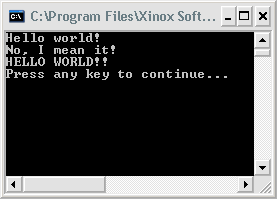 C:\Program Files\Xinox Soft...
Hello world!
No, I mean it!
HELLO WORLD!!
Press any key to continue...